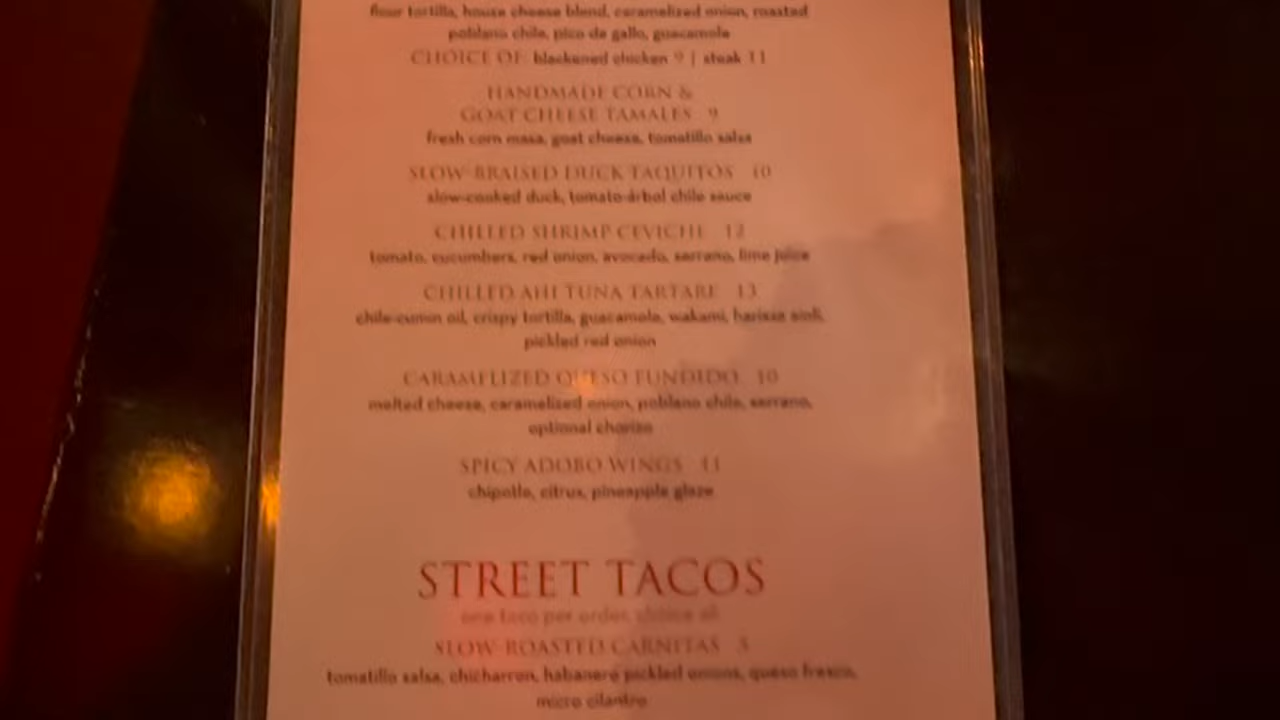 flour tortilla, house cheese blend, caramelized onion, roasted
poblano chile, pico de gallo, guacamole
CHOICE OF: blackened chicken 9 | steak 11
HANDMADE CORN &
GOAT CHEESE TAMALES 9
fresh corn masa, goat cheese, tomatillo salsa
SLOW-BRAISED DUCK TAQUITOS 10
slow-cooked duck, tomato-árbol chile sauce
CHILLED SHRIMP CEVICHE 12
tomato, cucumbers, red onion, avocado, serrano, lime juice
CHILLED AHI TUNA TARTARE 13
chile-cumin oil, crispy tortilla, guacamole, wakami, harissa aioli,
pickled red onion
CARAMELIZED QUESO FUNDIDO 10
melted cheese, caramelized onion, poblano chile, serrano,
optional chorizo
SPICY ADOBO WINGS 11
chipotle, citrus, pineapple glaze
STREET TACOS
one taco per order, choice of:
SLOW-ROASTED CARNITAS 5
tomatillo salsa, chicharron, habanero pickled onions, queso fresco,
micro cilantro